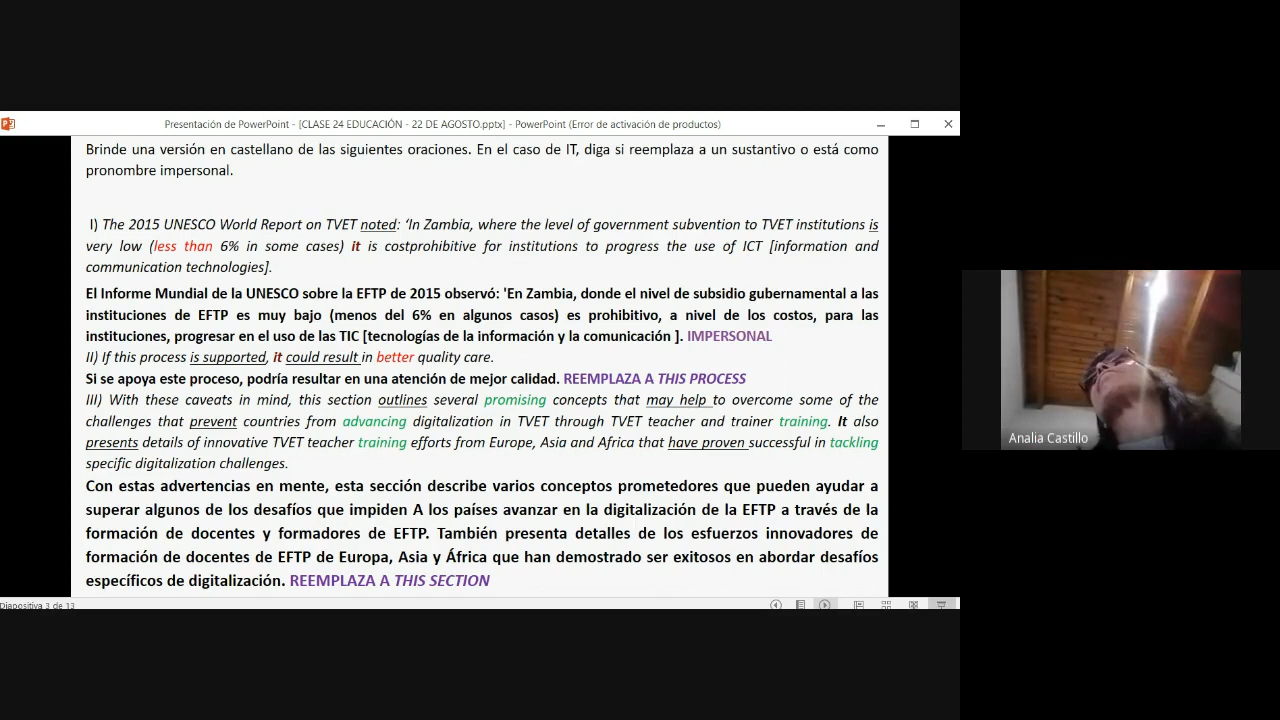 Presentación de PowerPoint - [CLASE 24 EDUCACIÓN - 22 DE AGOSTO.pptx] - PowerPoint (Error de activación de productos)
Brinde una versión en castellano de las siguientes oraciones. En el caso de IT, diga si reemplaza a un sustantivo o está como
pronombre impersonal.
I) The 2015 UNESCO World Report on TVET noted: ‘In Zambia, where the level of government subvention to TVET institutions is
very low (less than 6% in some cases) it is costprohibitive for institutions to progress the use of ICT [information and
communication technologies].
El Informe Mundial de la UNESCO sobre la EFTP de 2015 observó: 'En Zambia, donde el nivel de subsidio gubernamental a las
instituciones de EFTP es muy bajo (menos del 6% en algunos casos) es prohibitivo, a nivel de los costos, para las
instituciones, progresar en el uso de las TIC [tecnologías de la información y la comunicación ]. IMPERSONAL
II) If this process is supported, it could result in better quality care.
Si se apoya este proceso, podría resultar en una atención de mejor calidad. REEMPLAZA A THIS PROCESS
III) With these caveats in mind, this section outlines several promising concepts that may help to overcome some of the
challenges that prevent countries from advancing digitalization in TVET through TVET teacher and trainer training. It also
presents details of innovative TVET teacher training efforts from Europe, Asia and Africa that have proven successful in tackling
specific digitalization challenges.
Con estas advertencias en mente, esta sección describe varios conceptos prometedores que pueden ayudar a
superar algunos de los desafíos que impiden A los países avanzar en la digitalización de la EFTP a través de la
formación de docentes y formadores de EFTP. También presenta detalles de los esfuerzos innovadores de
formación de docentes de EFTP de Europa, Asia y África que han demostrado ser exitosos en abordar desafíos
específicos de digitalización. REEMPLAZA A THIS SECTION
Diapositiva 3 de 13
Analia Castillo